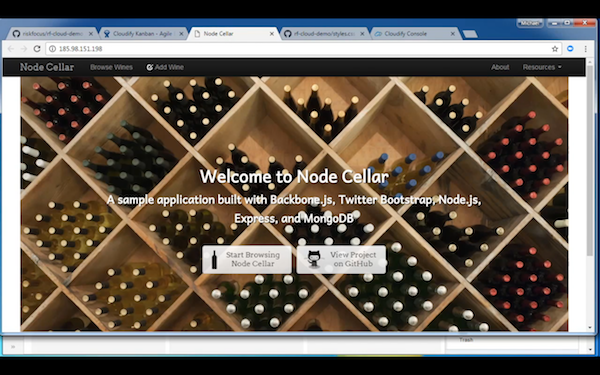 Michael
riskfocus/rf-cloud-demo
Cloudify Kanban - Agile
Node Cellar
rf-cloud-demo/styles.css
Cloudify Console
185.98.151.198
Node Cellar
Browse Wines
Add Wine
About
Resources
Welcome to Node Cellar
A sample application built with Backbone.js, Twitter Bootstrap, Node.js,
Express, and MongoDB
Start Browsing
Node Cellar
View Project
on GitHub
Trash